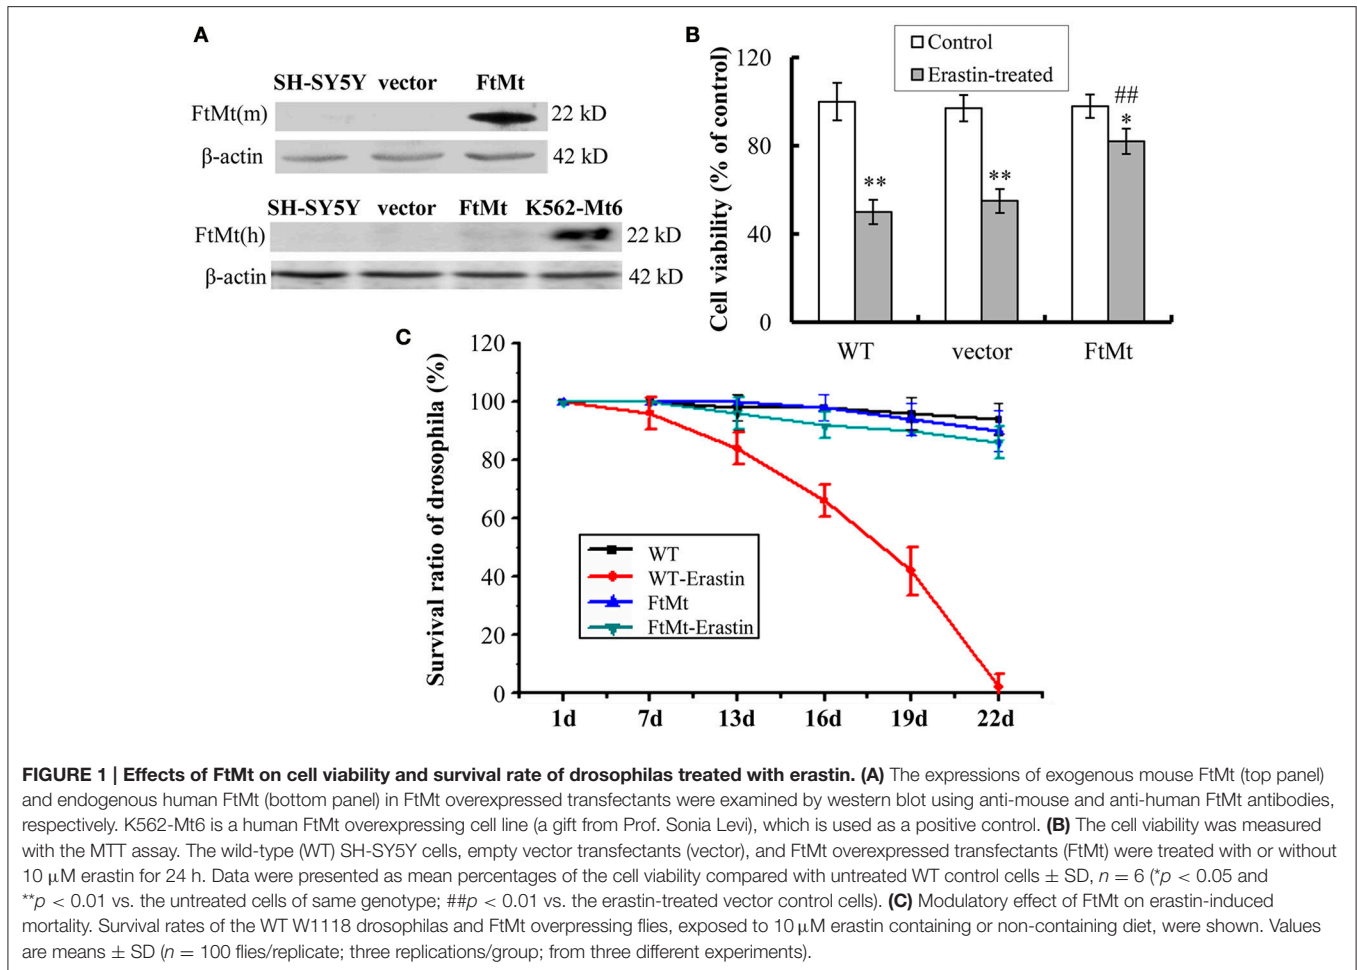 A
SH-SY5Y vector FtMt
FtMt(m) 22 kD
β-actin 42 kD
SH-SY5Y vector FtMt K562-Mt6
FtMt(h) 22 kD
β-actin 42 kD
B
Cell viability (% of control)
120
80
40
0
Control
Erastin-treated
**
**
##
*
WT vector FtMt
C
Survival ratio of drosophila (%)
120
100
80
60
40
20
0
WT
WT-Erastin
FtMt
FtMt-Erastin
1d 7d 13d 16d 19d 22d
FIGURE 1 | Effects of FtMt on cell viability and survival rate of drosophilas treated with erastin. (A) The expressions of exogenous mouse FtMt (top panel)
and endogenous human FtMt (bottom panel) in FtMt overexpressed transfectants were examined by western blot using anti-mouse and anti-human FtMt antibodies,
respectively. K562-Mt6 is a human FtMt overexpressing cell line (a gift from Prof. Sonia Levi), which is used as a positive control. (B) The cell viability was measured
with the MTT assay. The wild-type (WT) SH-SY5Y cells, empty vector transfectants (vector), and FtMt overexpressed transfectants (FtMt) were treated with or without
10 μM erastin for 24 h. Data were presented as mean percentages of the cell viability compared with untreated WT control cells ± SD, n = 6 (*p < 0.05 and
**p < 0.01 vs. the untreated cells of same genotype; ##p < 0.01 vs. the erastin-treated vector control cells). (C) Modulatory effect of FtMt on erastin-induced
mortality. Survival rates of the WT W1118 drosophilas and FtMt overpressing flies, exposed to 10 μM erastin containing or non-containing diet, were shown. Values
are means ± SD (n = 100 flies/replicate; three replications/group; from three different experiments).